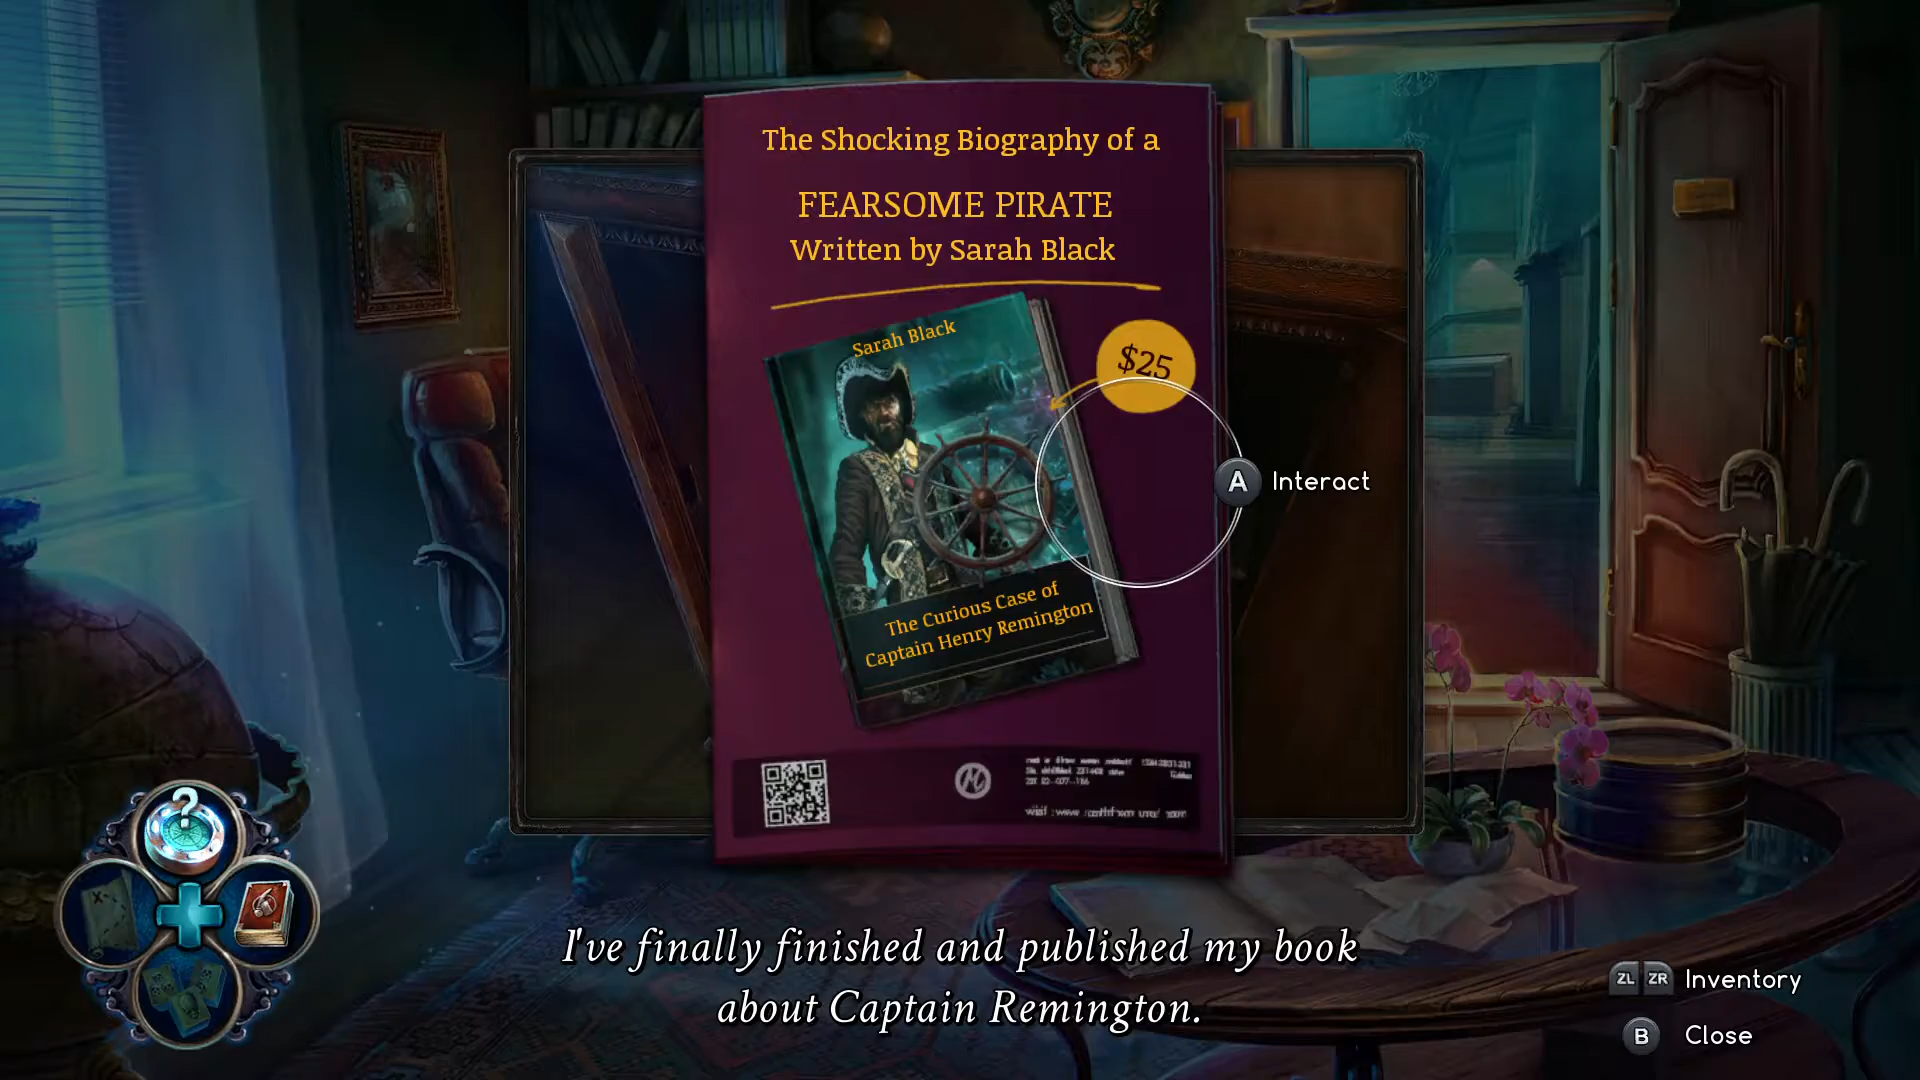 The Shocking Biography of a
FEARSOME PIRATE
Written by Sarah Black
Sarah Black
$25
A Interact
The Curious Case of
Captain Henry Remington
I've finally finished and published my book
about Captain Remington.
ZL ZR Inventory
B Close